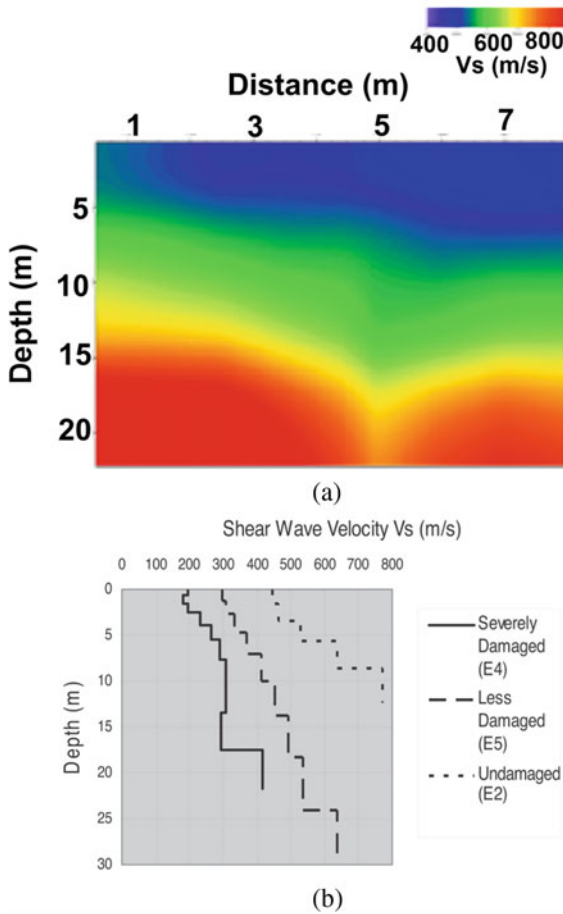 400 600 800
Vs (m/s)
Distance (m)
1 3 5 7
Depth (m)
5
10
15
20
(a)
Shear Wave Velocity Vs (m/s)
0 100 200 300 400 500 600 700 800
Depth (m)
0
5
10
15
20
25
30
Severely
Damaged
(E4)
Less
Damaged
(E5)
Undamaged
(E2)
(b)